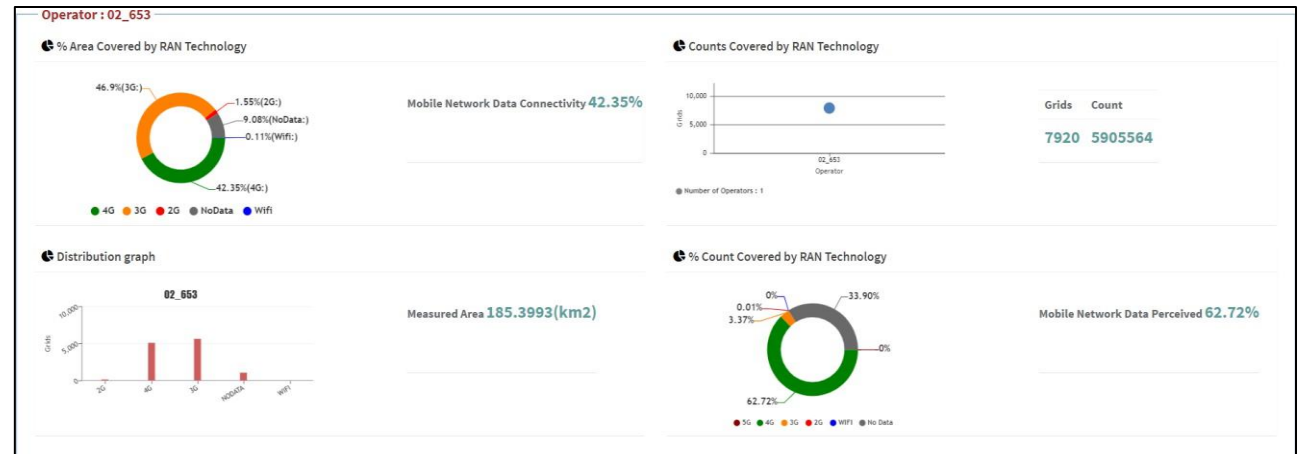 Operator : 02_653
% Area Covered by RAN Technology
46.9%(3G:)
1.55%(2G:)
9.08%(NoData:)
0.11%(Wifi:)
42.35%(4G:)
4G 3G 2G NoData Wifi
Mobile Network Data Connectivity 42.35%
Counts Covered by RAN Technology
10,000
5,000
0
Grids
02_653
Operator
Number of Operators : 1
Grids Count
7920 5905564
Distribution graph
02_653
10,000
5,000
0
Grids
2G 4G 3G NODATA WIFI
Measured Area 185.3993(km2)
% Count Covered by RAN Technology
0%
33.90%
0.01%
3.37%
0%
62.72%
5G 4G 3G 2G WIFI No Data
Mobile Network Data Perceived 62.72%